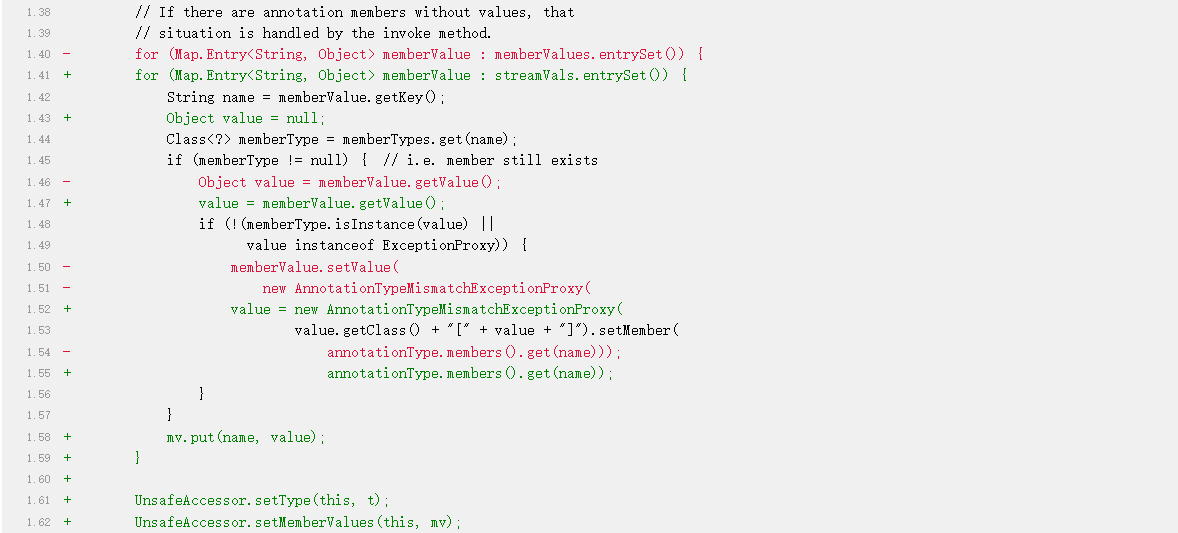 1.38         // If there are annotation members without values, that
1.39         // situation is handled by the invoke method.
1.40 -       for (Map.Entry<String, Object> memberValue : memberValues.entrySet()) {
1.41 +       for (Map.Entry<String, Object> memberValue : streamVals.entrySet()) {
1.42             String name = memberValue.getKey();
1.43 +           Object value = null;
1.44             Class<?> memberType = memberTypes.get(name);
1.45             if (memberType != null) {  // i.e. member still exists
1.46 -               Object value = memberValue.getValue();
1.47 +               value = memberValue.getValue();
1.48                 if (!(memberType.isInstance(value) ||
1.49                       value instanceof ExceptionProxy)) {
1.50 -                   memberValue.setValue(
1.51 -                       new AnnotationTypeMismatchExceptionProxy(
1.52 +                   value = new AnnotationTypeMismatchExceptionProxy(
1.53                             value.getClass() + "[" + value + "]").setMember(
1.54 -                               annotationType.members().get(name)));
1.55 +                               annotationType.members().get(name));
1.56                 }
1.57             }
1.58 +           mv.put(name, value);
1.59 +       }
1.60 +
1.61 +       UnsafeAccessor.setType(this, t);
1.62 +       UnsafeAccessor.setMemberValues(this, mv);